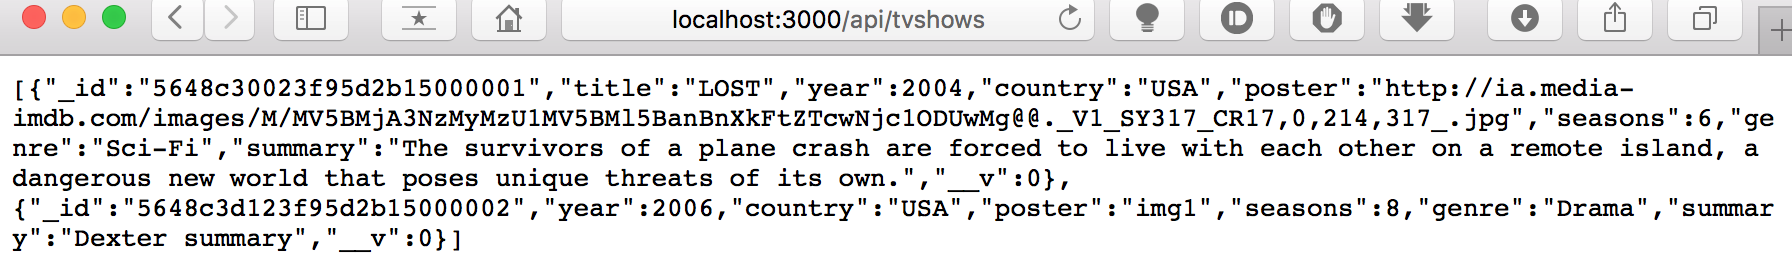 localhost:3000/api/tvshows
[{"_id":"5648c30023f95d2b15000001","title":"LOST","year":2004,"country":"USA","poster":"http://ia.media-
imdb.com/images/M/MV5BMjA3NzMyMzU1MV5BMl5BanBnXkFtZTcwNjc1ODUwMg@@._V1_SY317_CR17,0,214,317_.jpg","seasons":6,"ge
nre":"Sci-Fi","summary":"The survivors of a plane crash are forced to live with each other on a remote island, a
dangerous new world that poses unique threats of its own.","__v":0},
{"_id":"5648c3d123f95d2b15000002","year":2006,"country":"USA","poster":"img1","seasons":8,"genre":"Drama","summar
y":"Dexter summary","__v":0}]